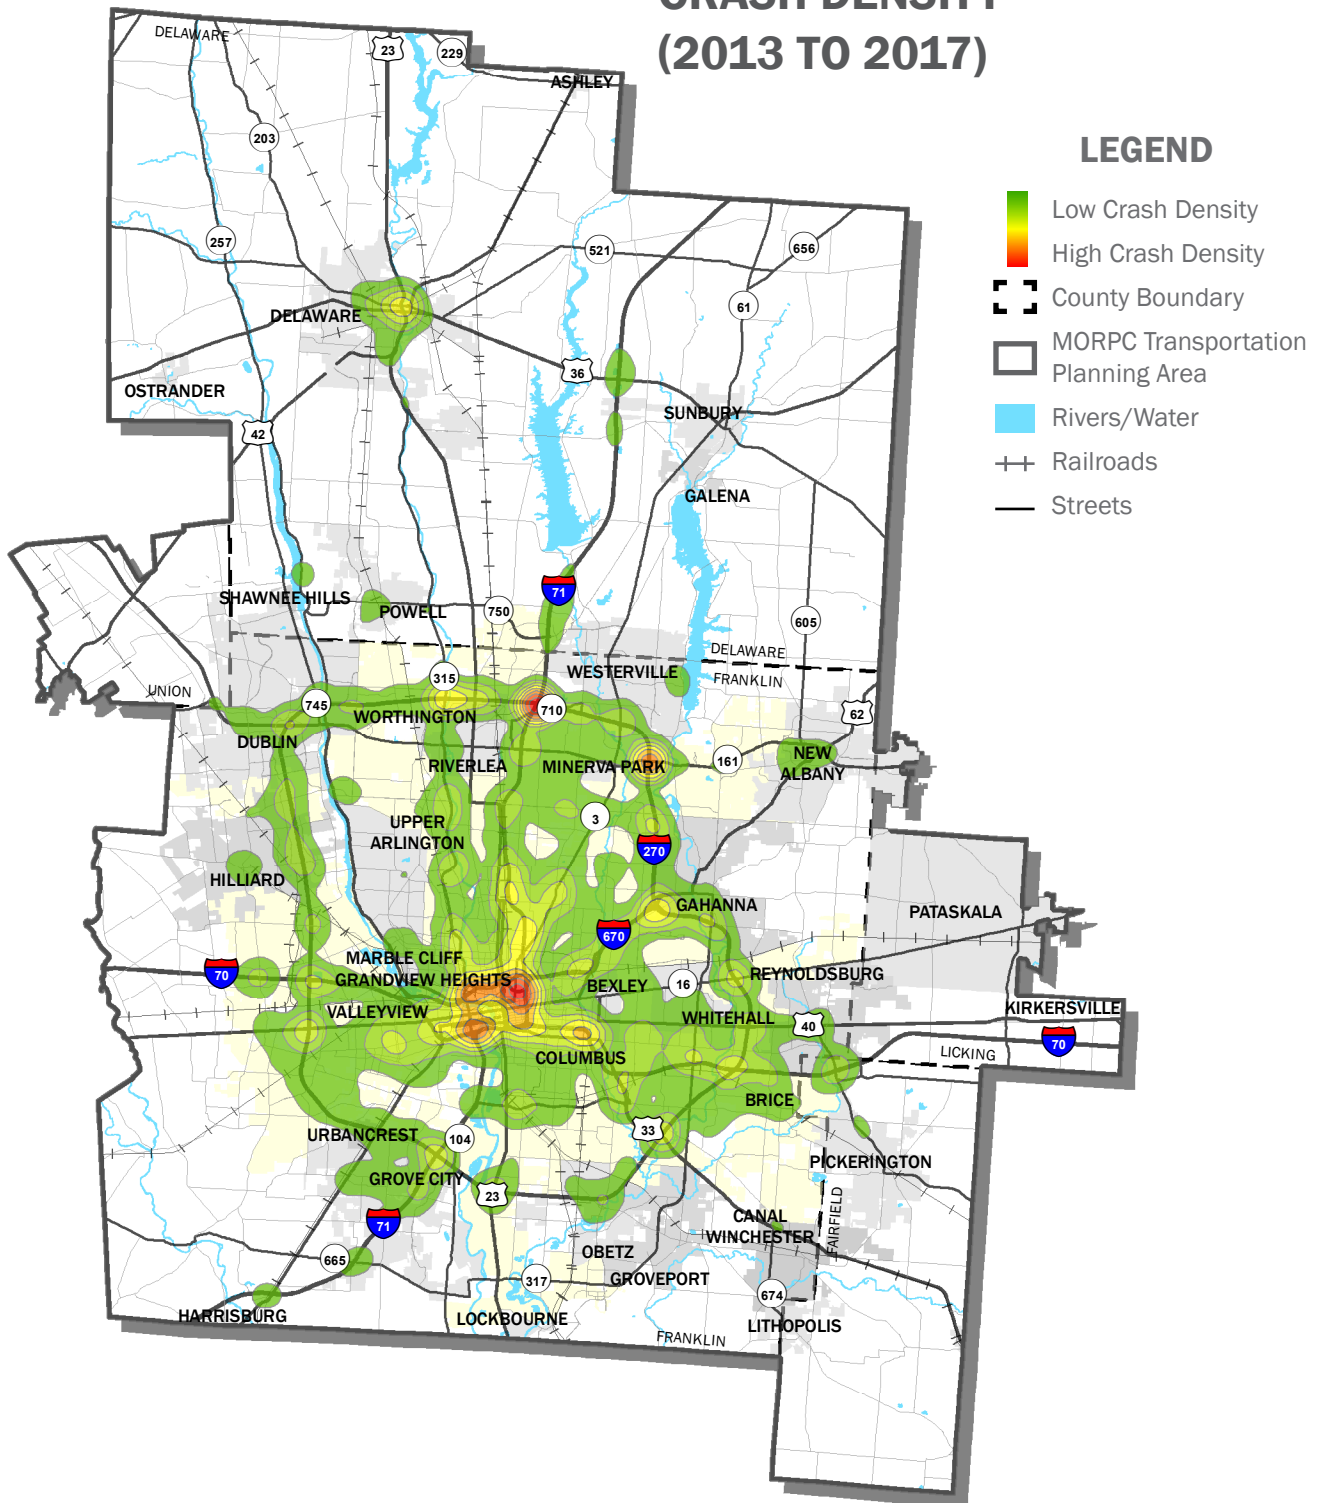 CRASH DENSITY
(2013 TO 2017)
LEGEND
Low Crash Density
High Crash Density
County Boundary
MORPC Transportation
Planning Area
Rivers/Water
Railroads
Streets
DELAWARE
23
229
ASHLEY
203
257
521
656
61
DELAWARE
36
OSTRANDER
SUNBURY
42
GALENA
71
SHAWNEE HILLS
POWELL
750
605
DELAWARE
FRANKLIN
WESTERVILLE
315
UNION
745
710
62
WORTHINGTON
DUBLIN
NEW
ALBANY
RIVERLEA
MINERVA PARK
161
3
UPPER
ARLINGTON
270
HILLIARD
GAHANNA
PATASKALA
670
MARBLE CLIFF
70
GRANDVIEW HEIGHTS
BEXLEY
16
REYNOLDSBURG
VALLEYVIEW
WHITEHALL
40
KIRKERSVILLE
70
COLUMBUS
LICKING
BRICE
URBANCREST
104
33
PICKERINGTON
GROVE CITY
23
FAIRFIELD
71
CANAL
WINCHESTER
665
OBETZ
317
GROVEPORT
674
HARRISBURG
LOCKBOURNE
LITHOPOLIS
FRANKLIN